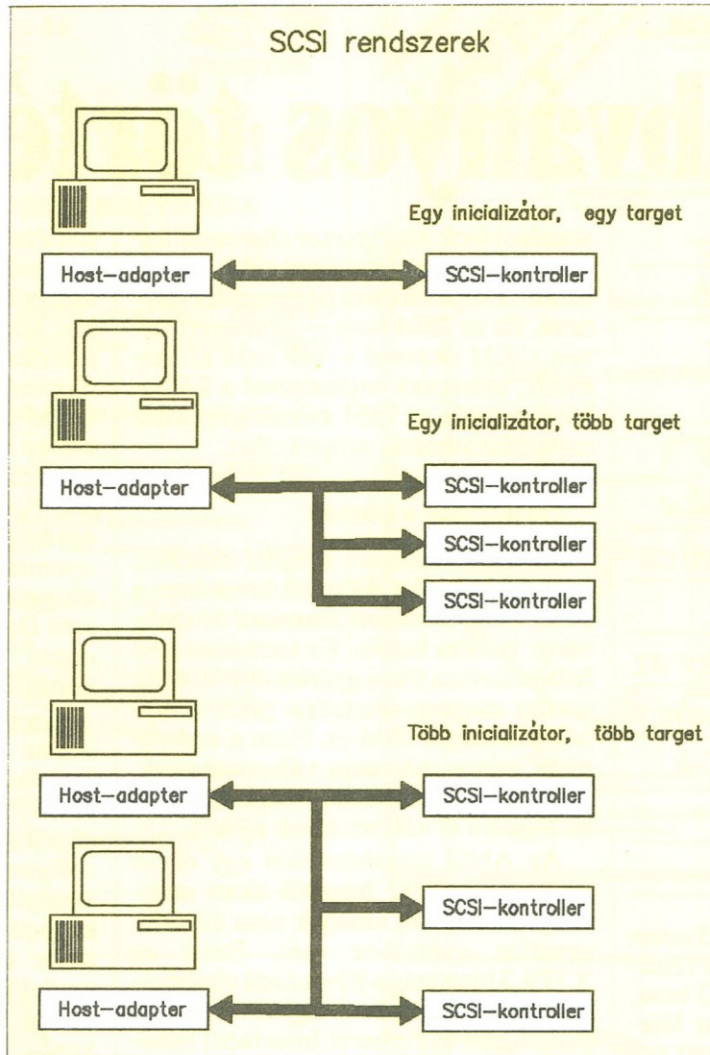 SCSI rendszerek
Egy inicializátor, egy target
Host-adapter SCSI-kontroller
Egy inicializátor, több target
Host-adapter SCSI-kontroller
SCSI-kontroller
SCSI-kontroller
Több inicializátor, több target
Host-adapter SCSI-kontroller
SCSI-kontroller
Host-adapter SCSI-kontroller